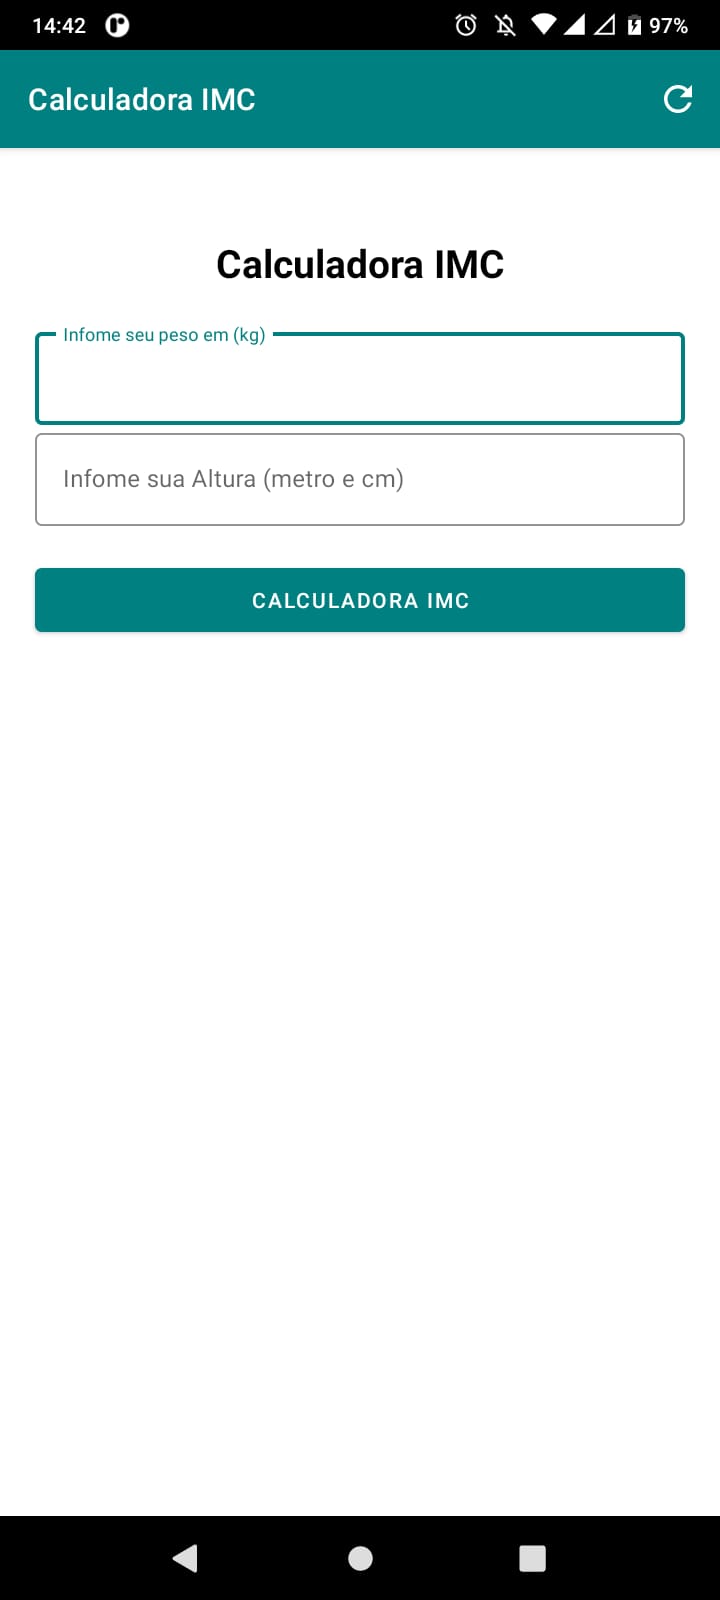 14:42
97%
Calculadora IMC
Calculadora IMC
Infome seu peso em (kg)
Infome sua Altura (metro e cm)
CALCULADORA IMC